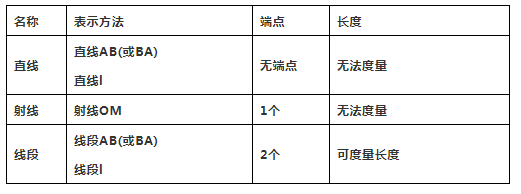 名称 表示方法 端点 长度
直线 直线AB(或BA) 无端点 无法度量
直线l
射线 射线OM 1个 无法度量
线段 线段AB(或BA) 2个 可度量长度
线段l